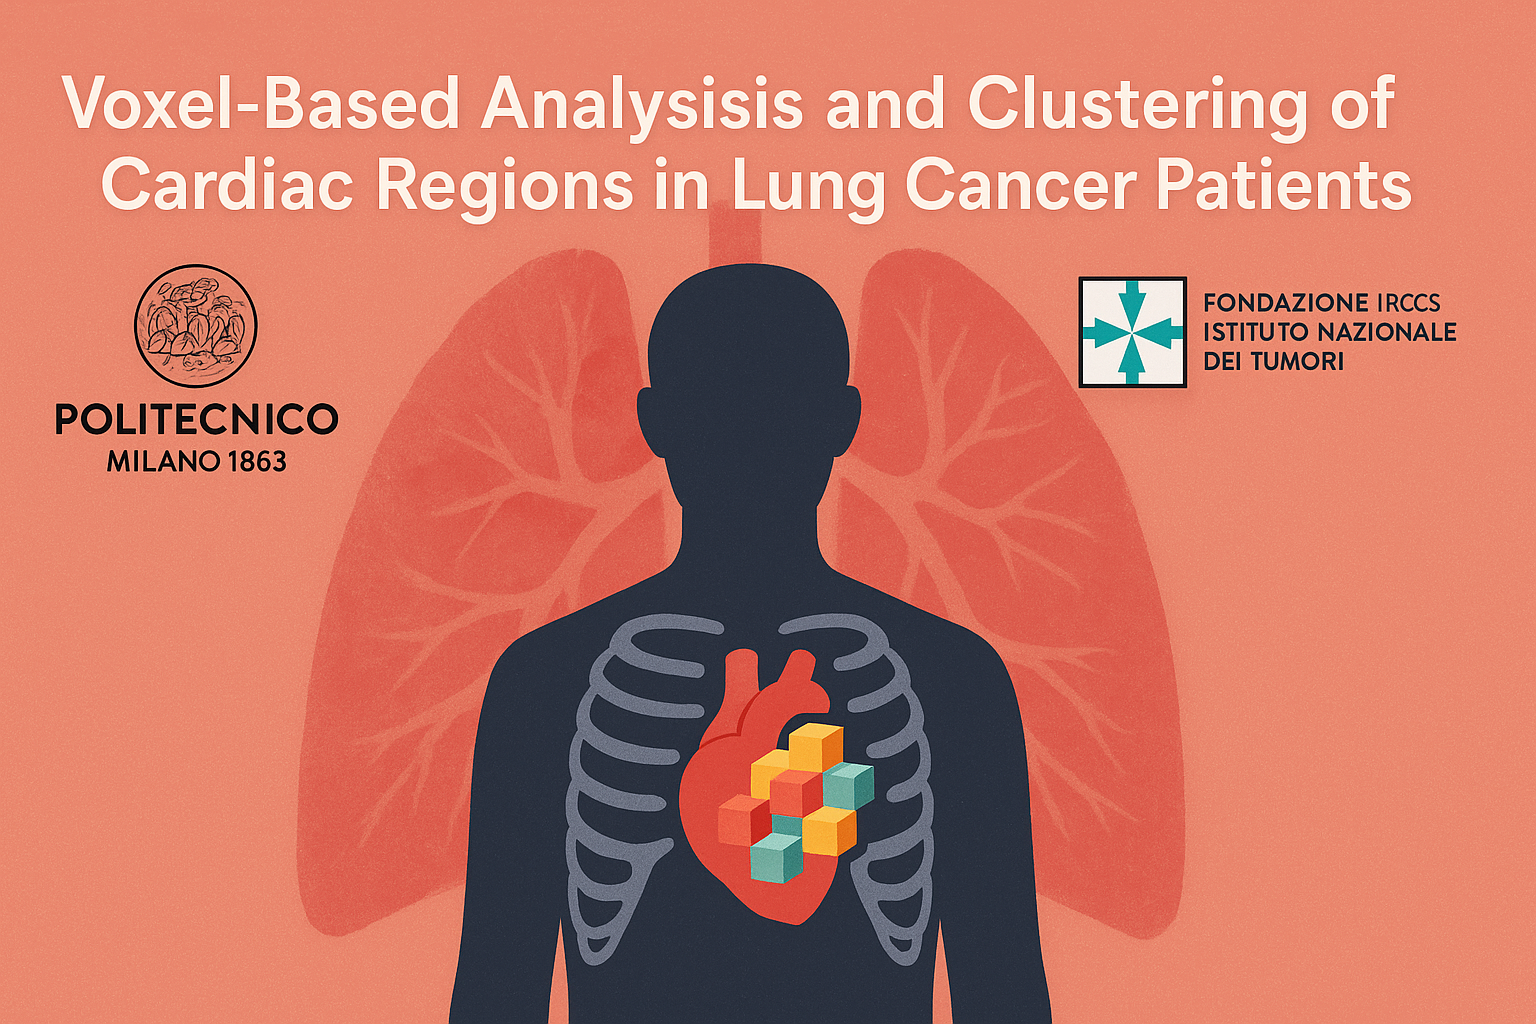 Voxel-Based Analysisis and Clustering of
Cardiac Regions in Lung Cancer Patients
POLITECNICO
MILANO 1863
FONDAZIONE IRCCS
ISTITUTO NAZIONALE
DEI TUMORI